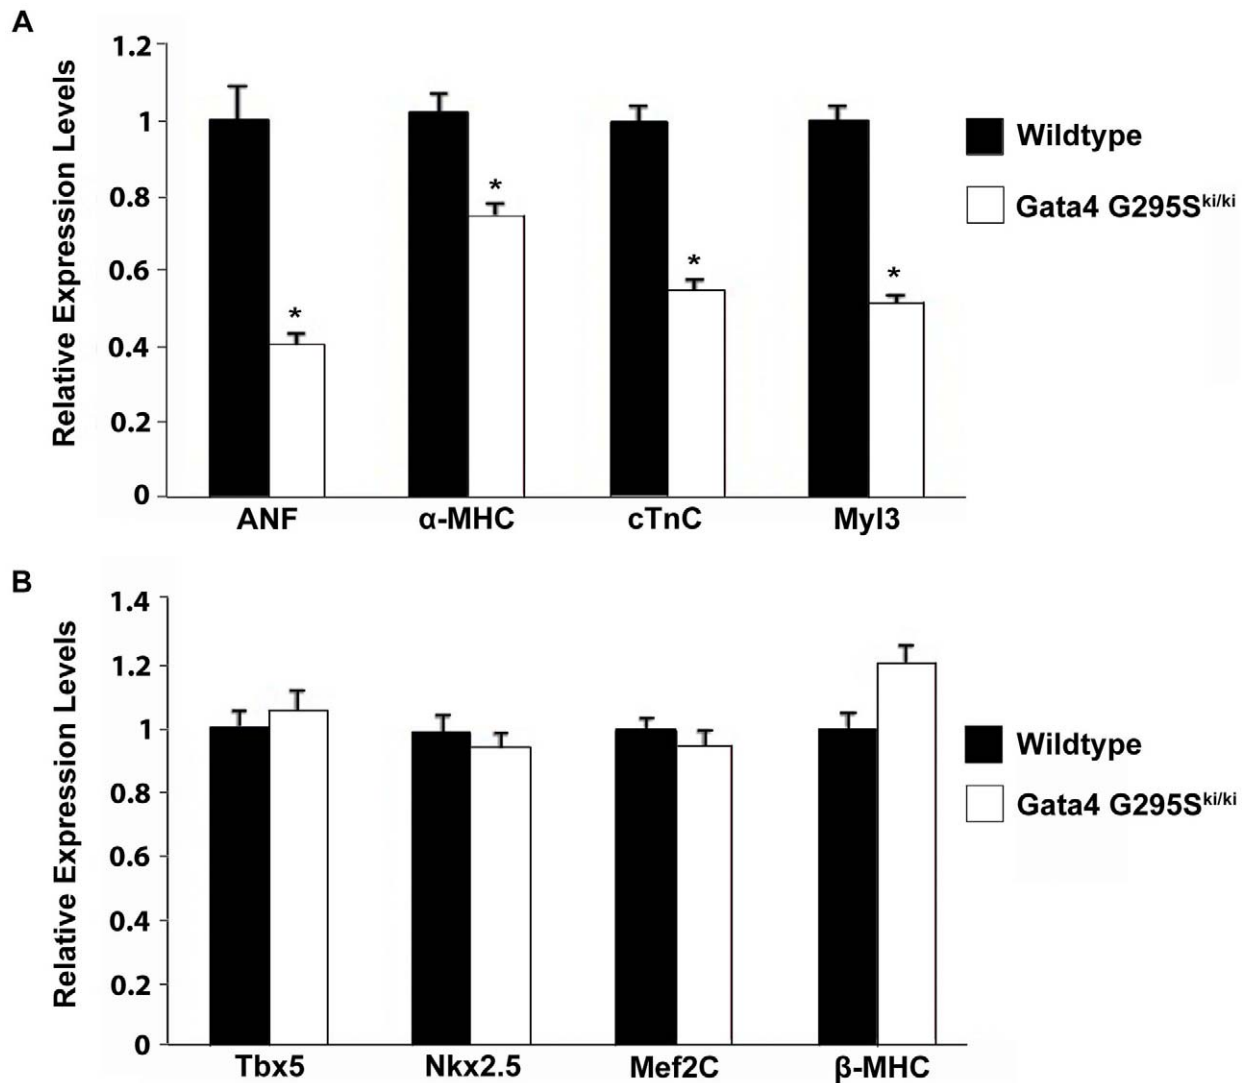 A
Relative Expression Levels
1.2
1
0.8
0.6
0.4
0.2
0
*
*
*
*
ANF
α-MHC
cTnC
Myl3
Wildtype
Gata4 G295S^ki/ki
B
Relative Expression Levels
1.4
1.2
1
0.8
0.6
0.4
0.2
0
Tbx5
Nkx2.5
Mef2C
β-MHC
Wildtype
Gata4 G295S^ki/ki